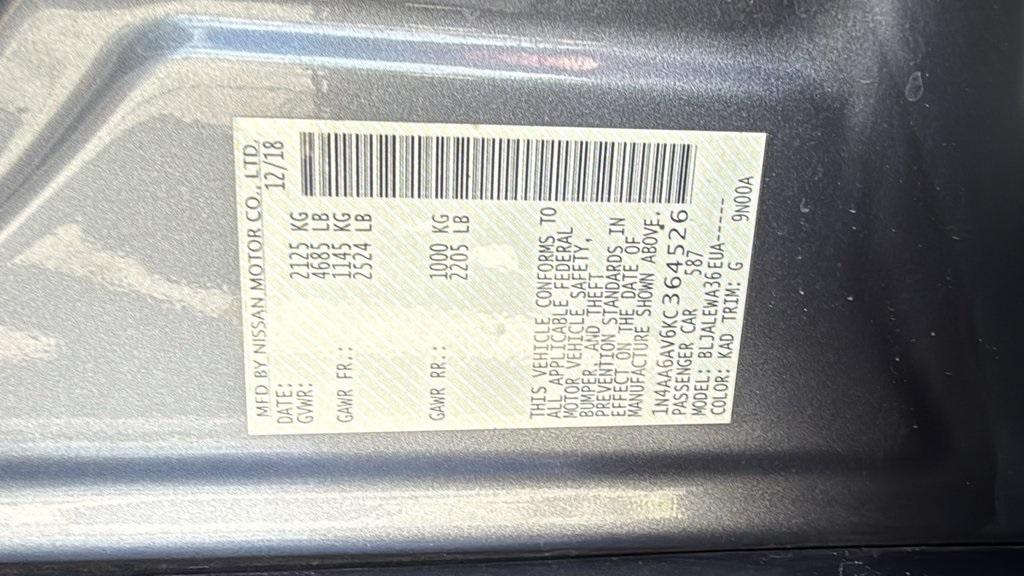 MFD BY NISSAN MOTOR CO., LTD.
DATE: 12/18
GVWR: 2125 KG
4685 LB
GAWR FR.: 1145 KG
2524 LB
GAWR RR.: 1000 KG
2205 LB
THIS VEHICLE CONFORMS TO
ALL APPLICABLE FEDERAL
MOTOR VEHICLE SAFETY,
BUMPER, AND THEFT
PREVENTION STANDARDS IN
EFFECT ON THE DATE OF
MANUFACTURE SHOWN ABOVE.
1N4AA6AV6KC364526
PASSENGER CAR 587
MODEL: BLJALEWA36EUA-----
COLOR: KAD TRIM: G 9N00A